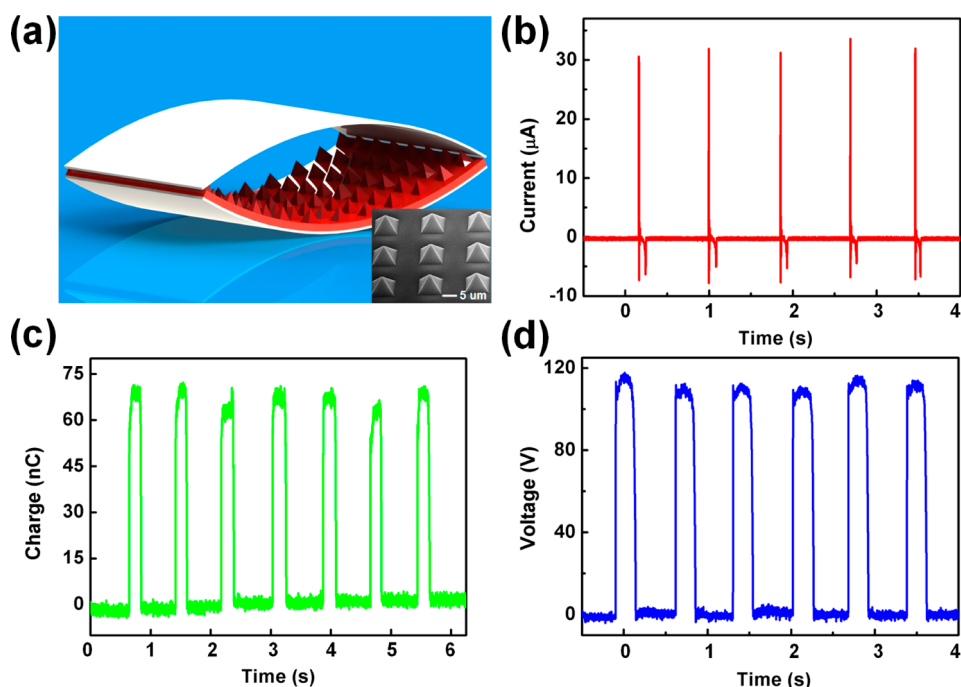 (a)
5 um
(b)
Current (μA)
30
20
10
0
-10
0
1
2
3
4
Time (s)
(c)
Charge (nC)
75
60
45
30
15
0
0
1
2
3
4
5
6
Time (s)
(d)
Voltage (V)
120
80
40
0
0
1
2
3
4
Time (s)